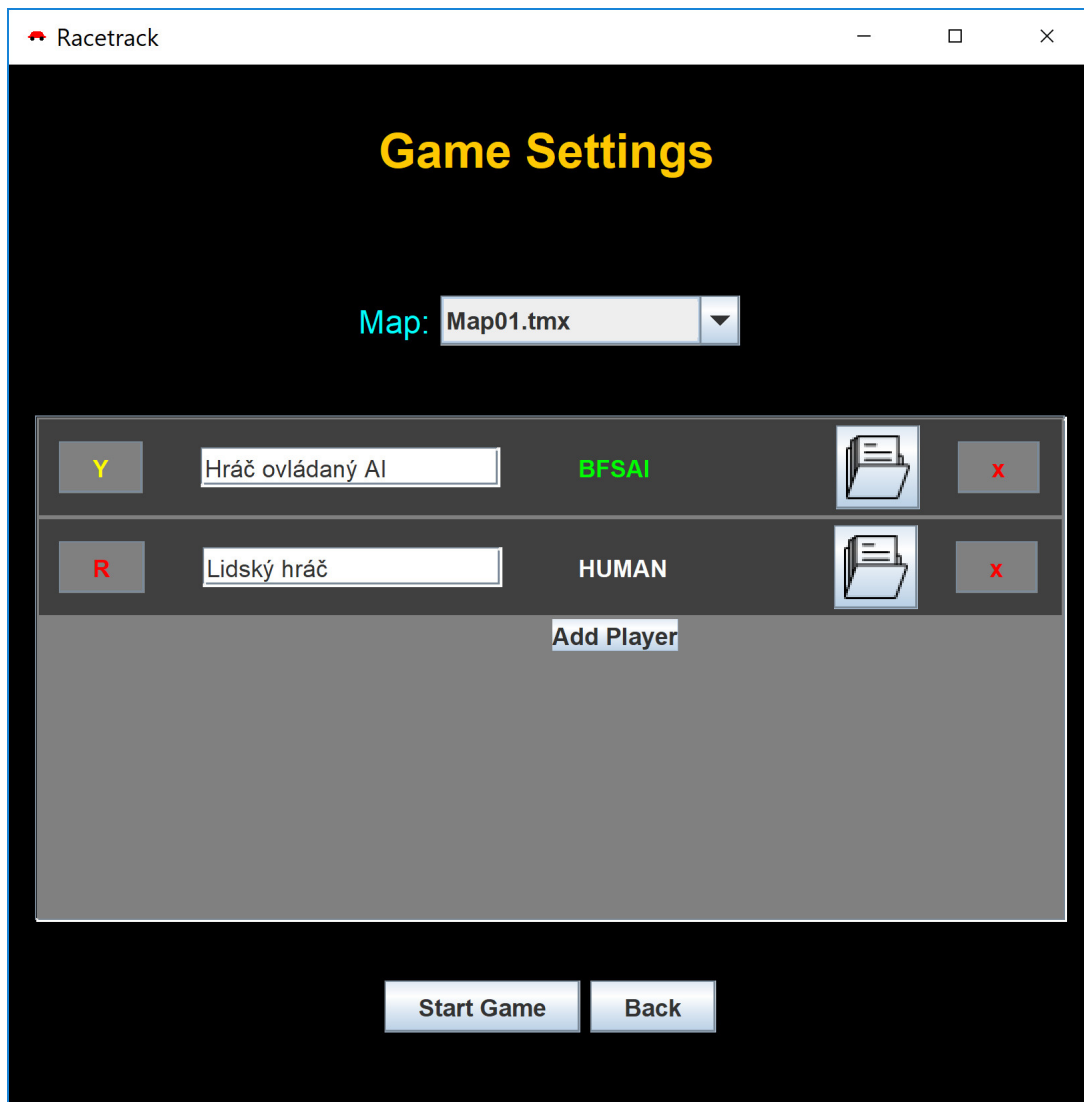 Racetrack
Game Settings
Map: Map01.tmx
Y Hráč ovládaný AI BFSAI x
R Lidský hráč HUMAN x
Add Player
Start Game Back